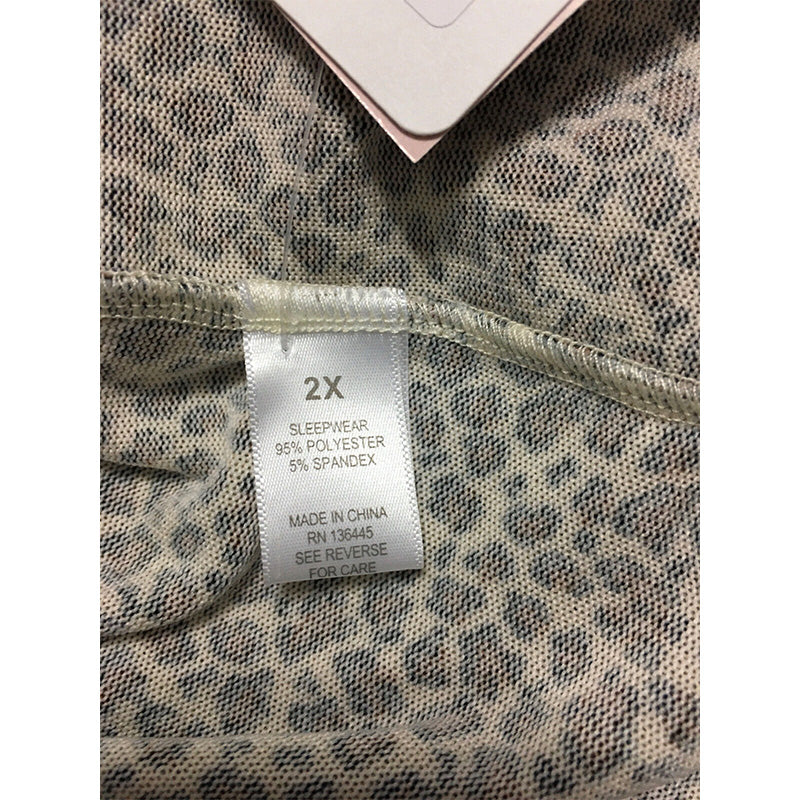 2X
SLEEPWEAR
95% POLYESTER
5% SPANDEX
MADE IN CHINA
RN 136445
SEE REVERSE
FOR CARE